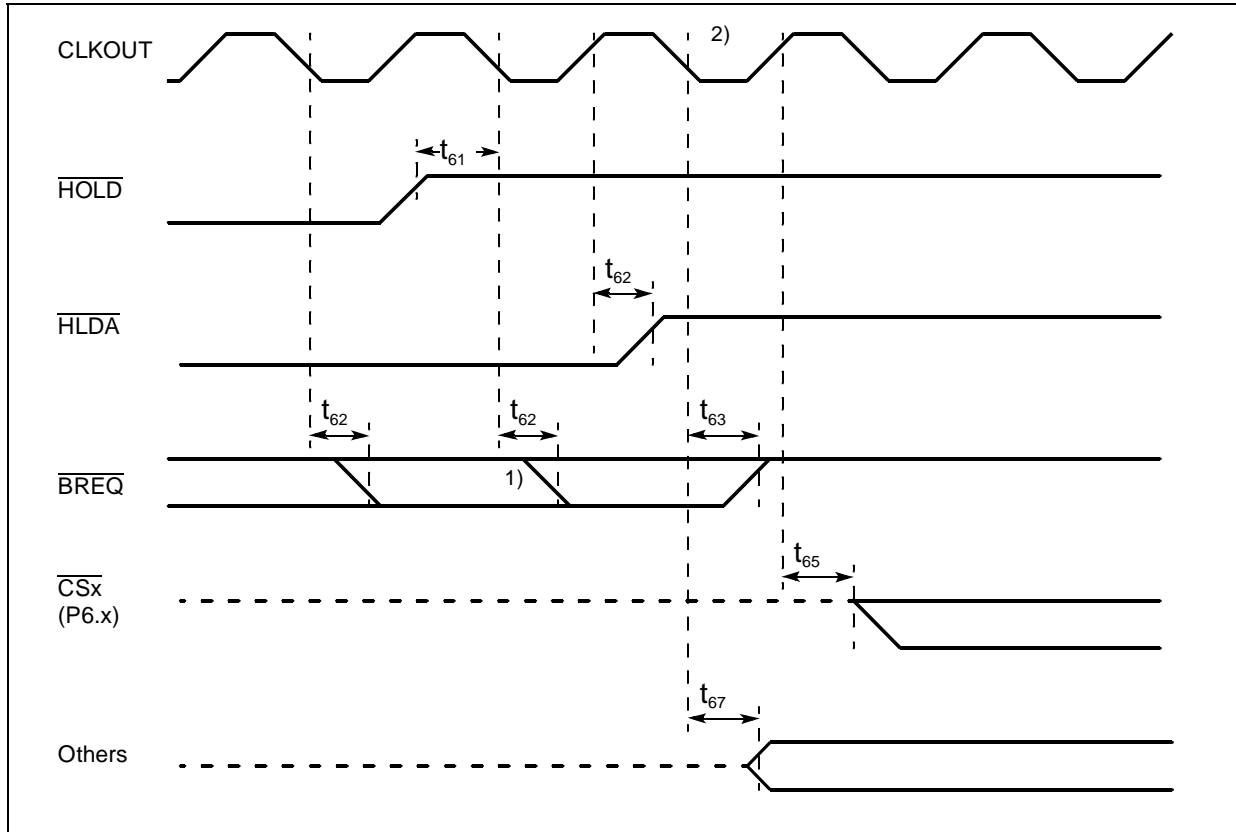 CLKOUT
2)
t61
HOLD
t62
HLDA
t62 t62 t63
BREQ
1)
t65
CSx
(P6.x)
t67
Others